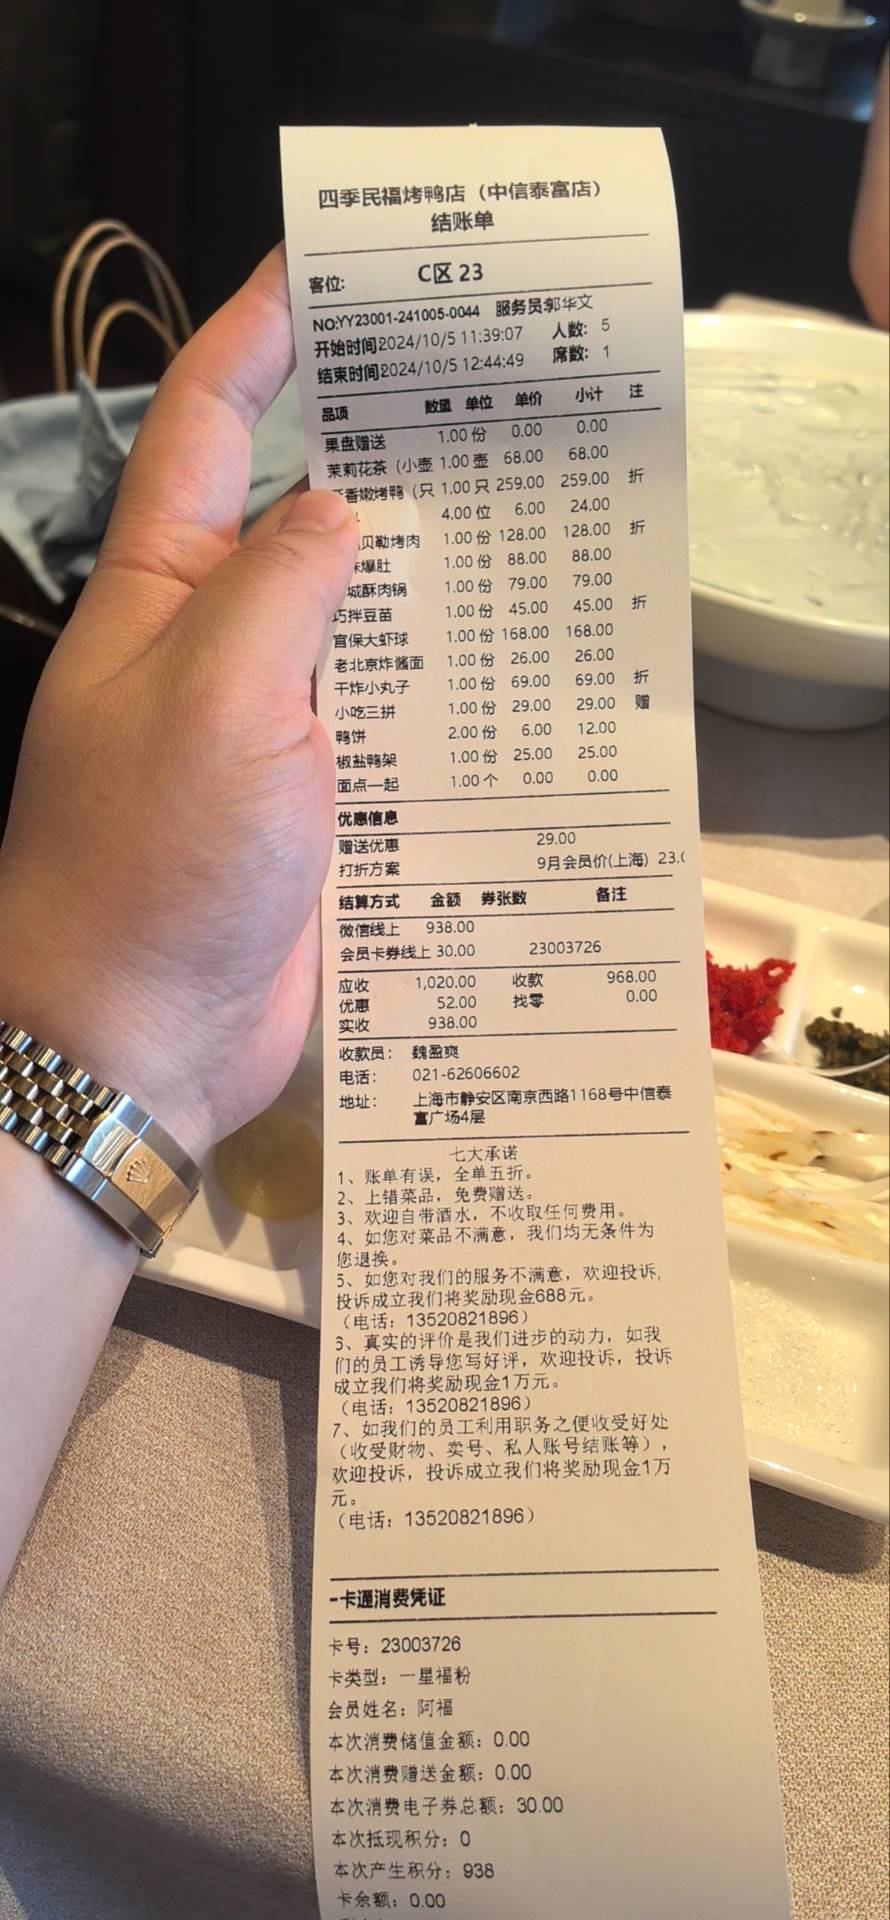 四季民福烤鸭店（中信泰富店）
结账单
客位: C区 23
NO:YY23001-241005-0044 服务员:郭华文
开始时间2024/10/5 11:39:07 人数: 5
结束时间2024/10/5 12:44:49 席数: 1
品项 数量 单位 单价 小计 注
果盘赠送 1.00 份 0.00 0.00
茉莉花茶（小壶 1.00 壶 68.00 68.00
香嫩烤鸭（只 1.00 只 259.00 259.00 折
4.00 位 6.00 24.00
贝勒烤肉 1.00 份 128.00 128.00 折
爆肚 1.00 份 88.00 88.00
城酥肉锅 1.00 份 79.00 79.00
巧拌豆苗 1.00 份 45.00 45.00 折
宫保大虾球 1.00 份 168.00 168.00
老北京炸酱面 1.00 份 26.00 26.00
干炸小丸子 1.00 份 69.00 69.00 折
小吃三拼 1.00 份 29.00 29.00 赠
鸭饼 2.00 份 6.00 12.00
椒盐鸭架 1.00 份 25.00 25.00
面点一起 1.00 个 0.00 0.00
优惠信息
赠送优惠 29.00
打折方案 9月会员价(上海) 23.0
结算方式 金额 券张数 备注
微信线上 938.00
会员卡券线上 30.00 23003726
应收 1,020.00 收款 968.00
优惠 52.00 找零 0.00
实收 938.00
收款员: 魏盈爽
电话: 021-62606602
地址: 上海市静安区南京西路1168号中信泰
富广场4层
七大承诺
1、账单有误，全单五折。
2、上错菜品，免费赠送。
3、欢迎自带酒水，不收取任何费用。
4、如您对菜品不满意，我们均无条件为
您退换。
5、如您对我们的服务不满意，欢迎投诉,
投诉成立我们将奖励现金688元。
（电话：13520821896）
6、真实的评价是我们进步的动力，如我
们的员工诱导您写好评，欢迎投诉，投诉
成立我们将奖励现金1万元。
（电话：13520821896）
7、如我们的员工利用职务之便收受好处
（收受财物、卖号、私人账号结账等），
欢迎投诉，投诉成立我们将奖励现金1万
元。
（电话：13520821896）
一卡通消费凭证
卡号：23003726
卡类型：一星福粉
会员姓名：阿福
本次消费储值金额：0.00
本次消费赠送金额：0.00
本次消费电子券总额：30.00
本次抵现积分：0
本次产生积分：938
卡余额：0.00